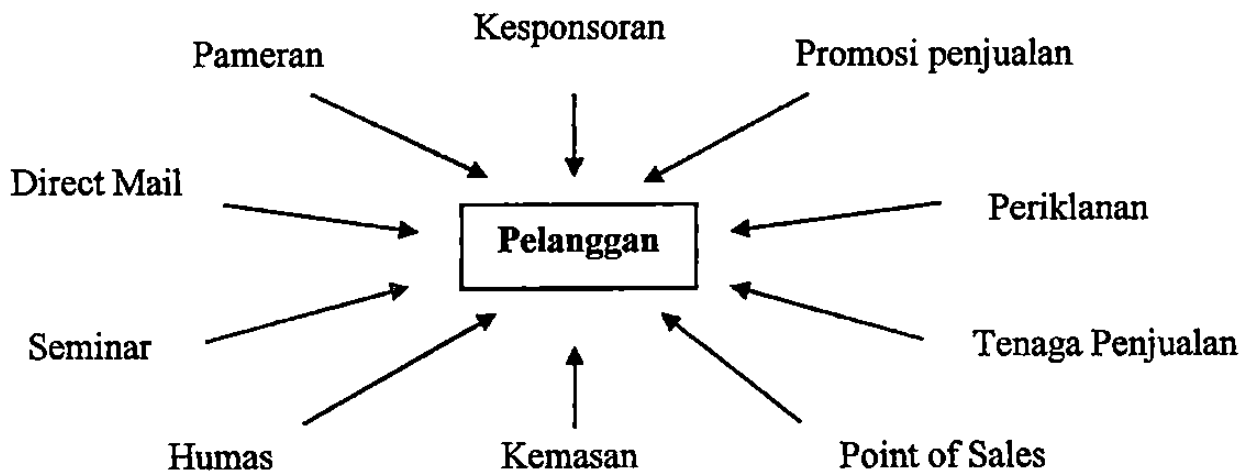 Kesponsoran
Pameran
Promosi penjualan
Direct Mail
Periklanan
Pelanggan
Seminar
Tenaga Penjualan
Humas
Kemasan
Point of Sales